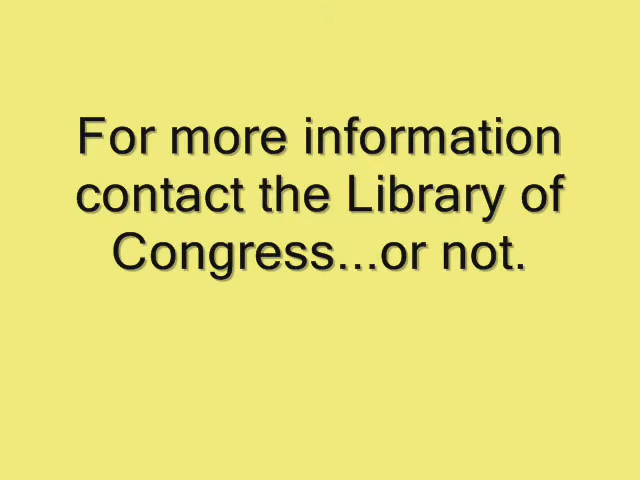 For more information
contact the Library of
Congress...or not.